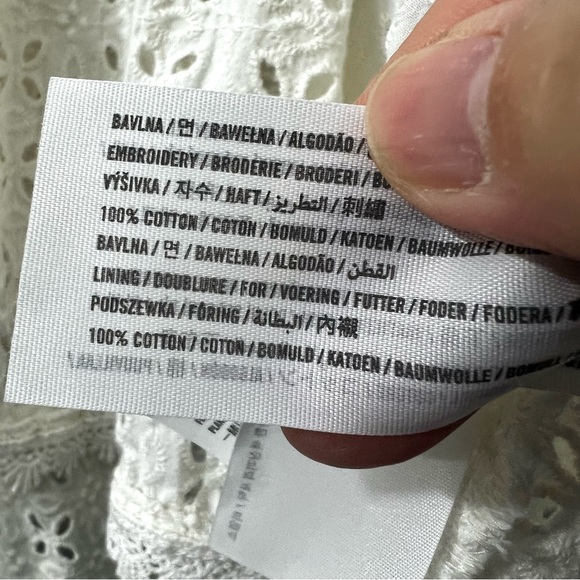 BAVLNA / 면 / BAWEŁNA / ALGODÃO /
EMBROIDERY / BRODERIE / BRODERI /
VÝŠIVKA / 자수 / HAFT / التطريز / 刺繡
100% COTTON / COTON / BOMULD / KATOEN / BAUMWOLLE /
BAVLNA / 면 / BAWEŁNA / ALGODÃO / القطن
LINING / DOUBLURE / FOR / VOERING / FUTTER / FODER / FODERA /
PODSZEWKA / FÓRING / البطانة / 內襯
100% COTTON / COTON / BOMULD / KATOEN / BAUMWOLLE / BOMULL